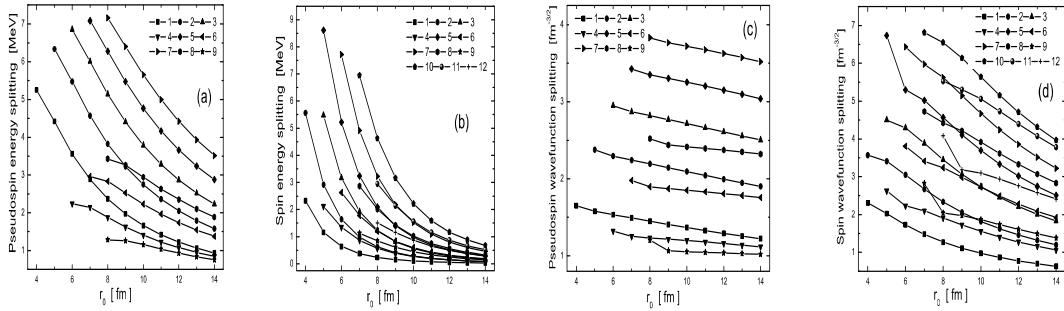 Pseudospin energy splitting [MeV]
7
6
5
4
3
2
1
1 2 3
4 5 6
7 8 9
(a)
4 6 8 10 12 14
r0 [ fm]
Spin energy splitting [MeV]
9
8
7
6
5
4
3
2
1
0
1 2 3
4 5 6
7 8 9
10 11 12
(b)
4 6 8 10 12 14
r0 [ fm]
Pseudospin wavefunction splitting [fm-3/2]
4
3
2
1
1 2 3
4 5 6
7 8 9
(c)
4 6 8 10 12 14
r0 [ fm]
Spin wavefunction splitting [fm-3/2]
7
6
5
4
3
2
1
1 2 3
4 5 6
7 8 9
10 11 12
(d)
4 6 8 10 12 14
r0 [ fm]